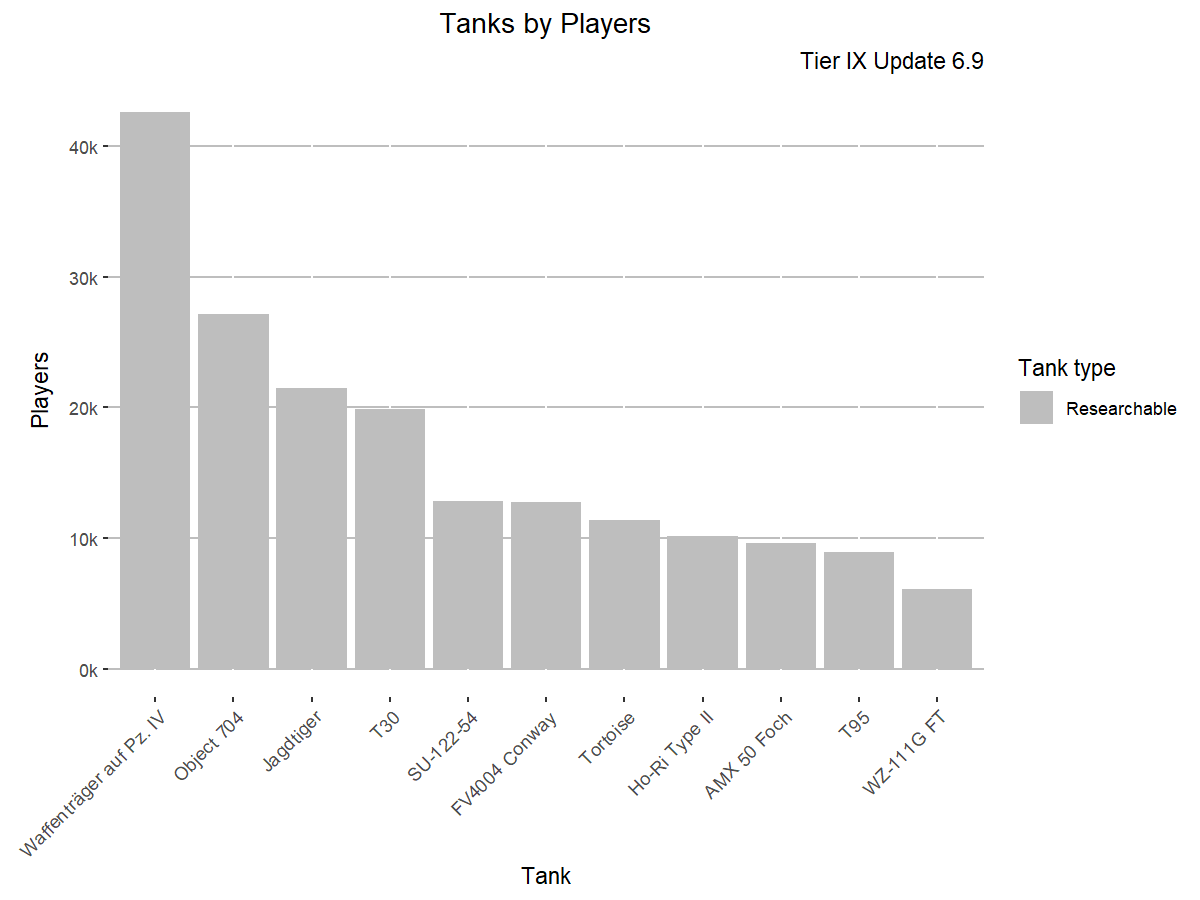 Tanks by Players
Tier IX Update 6.9
40k
30k
20k
10k
0k
Players
Waffenträger auf Pz. IV
Object 704
Jagdtiger
T30
SU-122-54
FV4004 Conway
Tortoise
Ho-Ri Type II
AMX 50 Foch
T95
WZ-111G FT
Tank
Tank type
Researchable